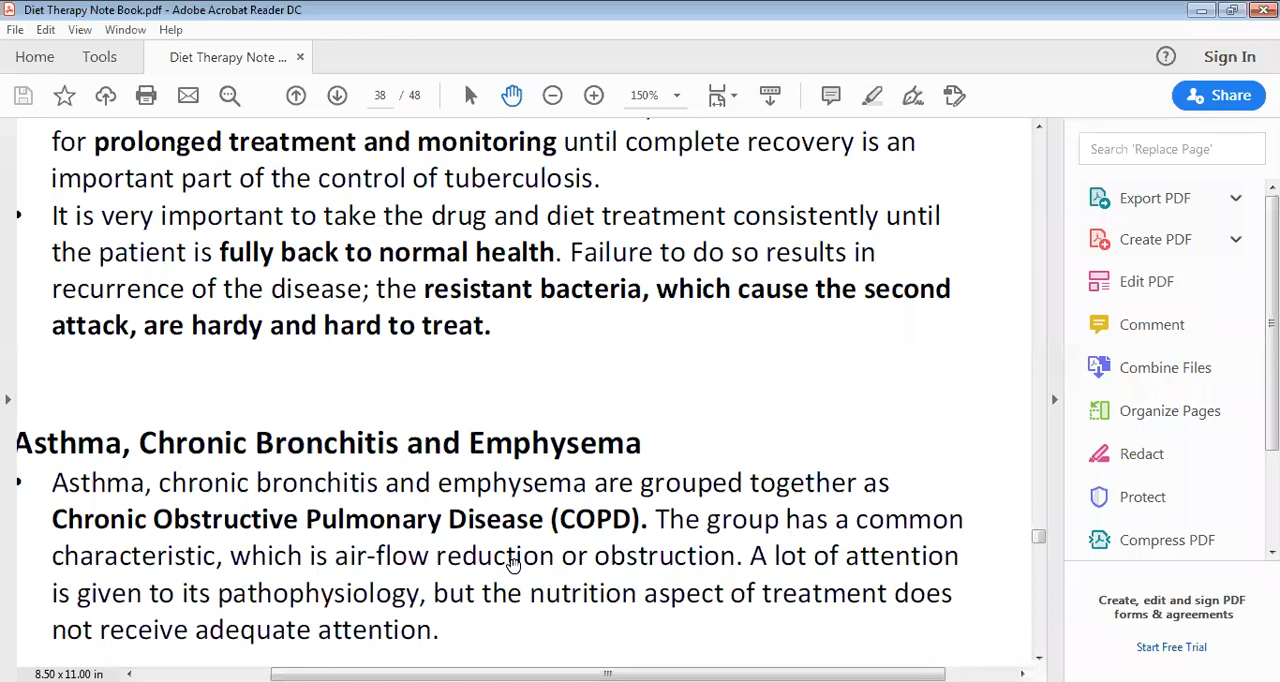 Diet Therapy Note Book.pdf - Adobe Acrobat Reader DC
File Edit View Window Help
Home Tools Diet Therapy Note ... × Sign In
38 / 48 150% Share
for prolonged treatment and monitoring until complete recovery is an
important part of the control of tuberculosis.
• It is very important to take the drug and diet treatment consistently until
the patient is fully back to normal health. Failure to do so results in
recurrence of the disease; the resistant bacteria, which cause the second
attack, are hardy and hard to treat.
Asthma, Chronic Bronchitis and Emphysema
• Asthma, chronic bronchitis and emphysema are grouped together as
Chronic Obstructive Pulmonary Disease (COPD). The group has a common
characteristic, which is air-flow reduction or obstruction. A lot of attention
is given to its pathophysiology, but the nutrition aspect of treatment does
not receive adequate attention.
8.50 x 11.00 in
Search 'Replace Page'
Export PDF
Create PDF
Edit PDF
Comment
Combine Files
Organize Pages
Redact
Protect
Compress PDF
Create, edit and sign PDF
forms & agreements
Start Free Trial